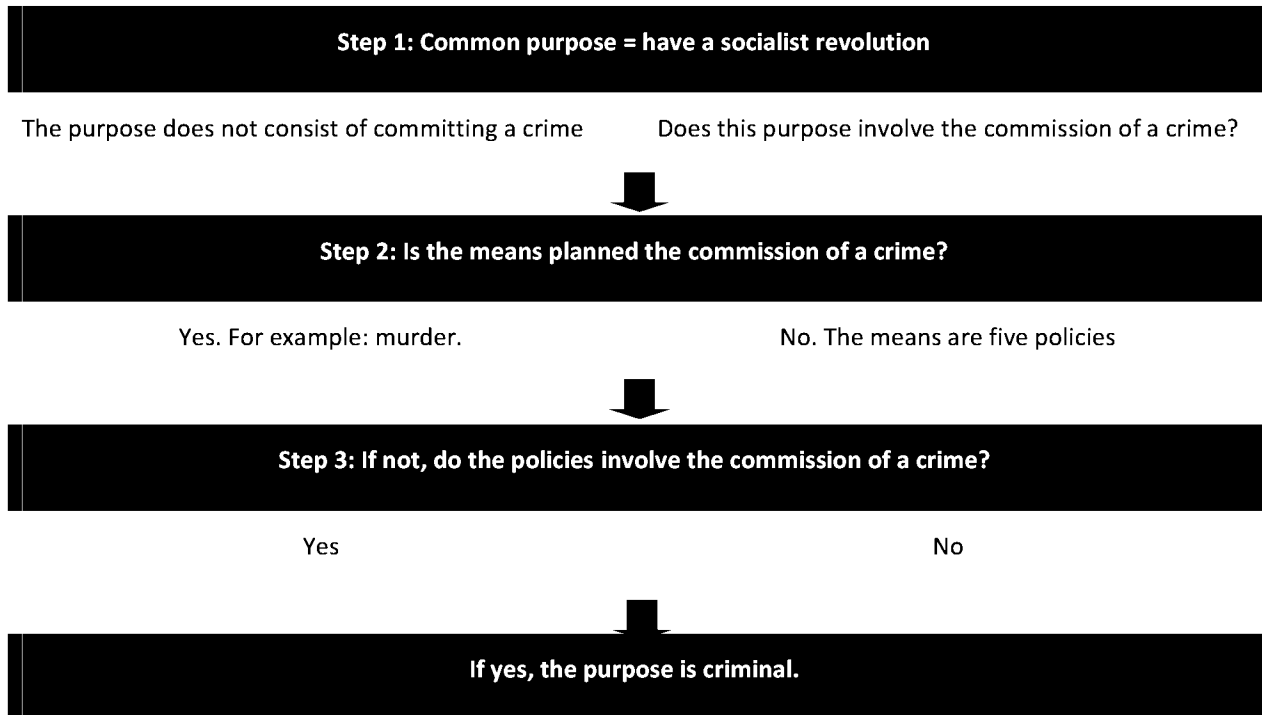 Step 1: Common purpose = have a socialist revolution
The purpose does not consist of committing a crime
Does this purpose involve the commission of a crime?
Step 2: Is the means planned the commission of a crime?
Yes. For example: murder.
No. The means are five policies
Step 3: If not, do the policies involve the commission of a crime?
Yes
No
If yes, the purpose is criminal.